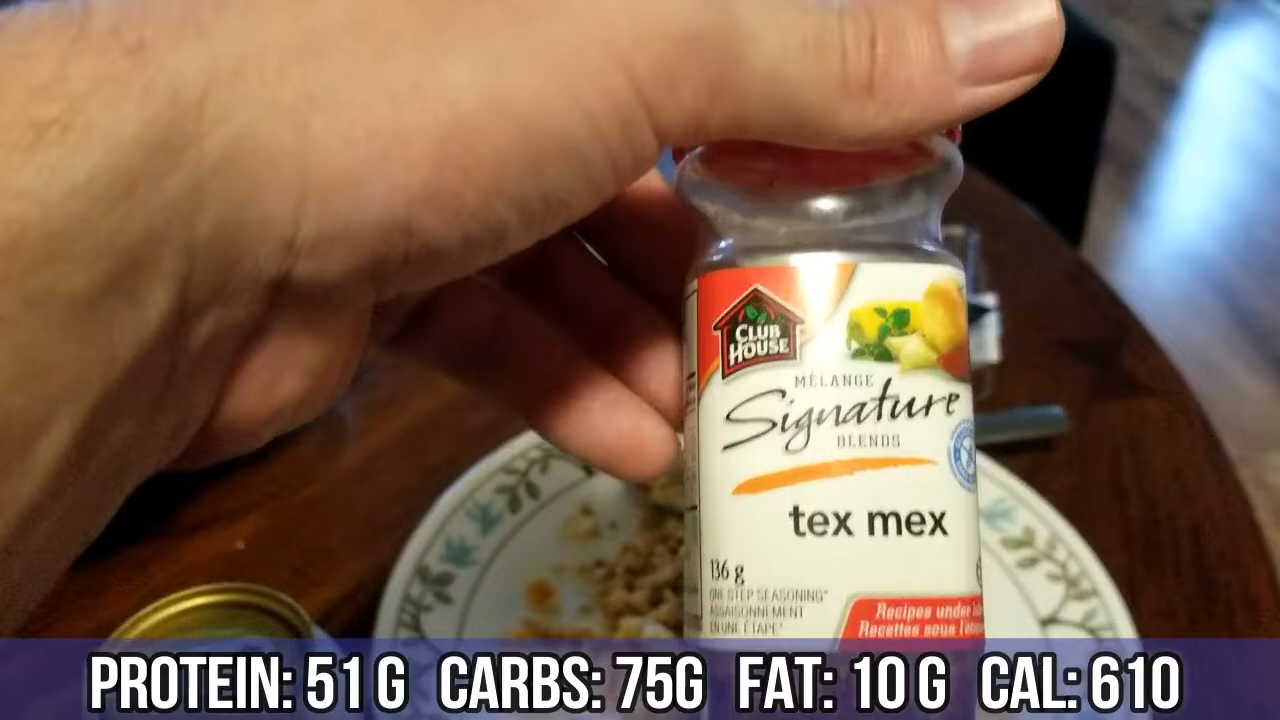 CLUB
HOUSE
MÉLANGE
Signature
BLENDS
tex mex
136 g
ONE STEP SEASONING*
ASSAISONNEMENT
EN UNE ÉTAPE*
Recipes under
Recettes sous
PROTEIN: 51 G CARBS: 75G FAT: 10 G CAL: 610